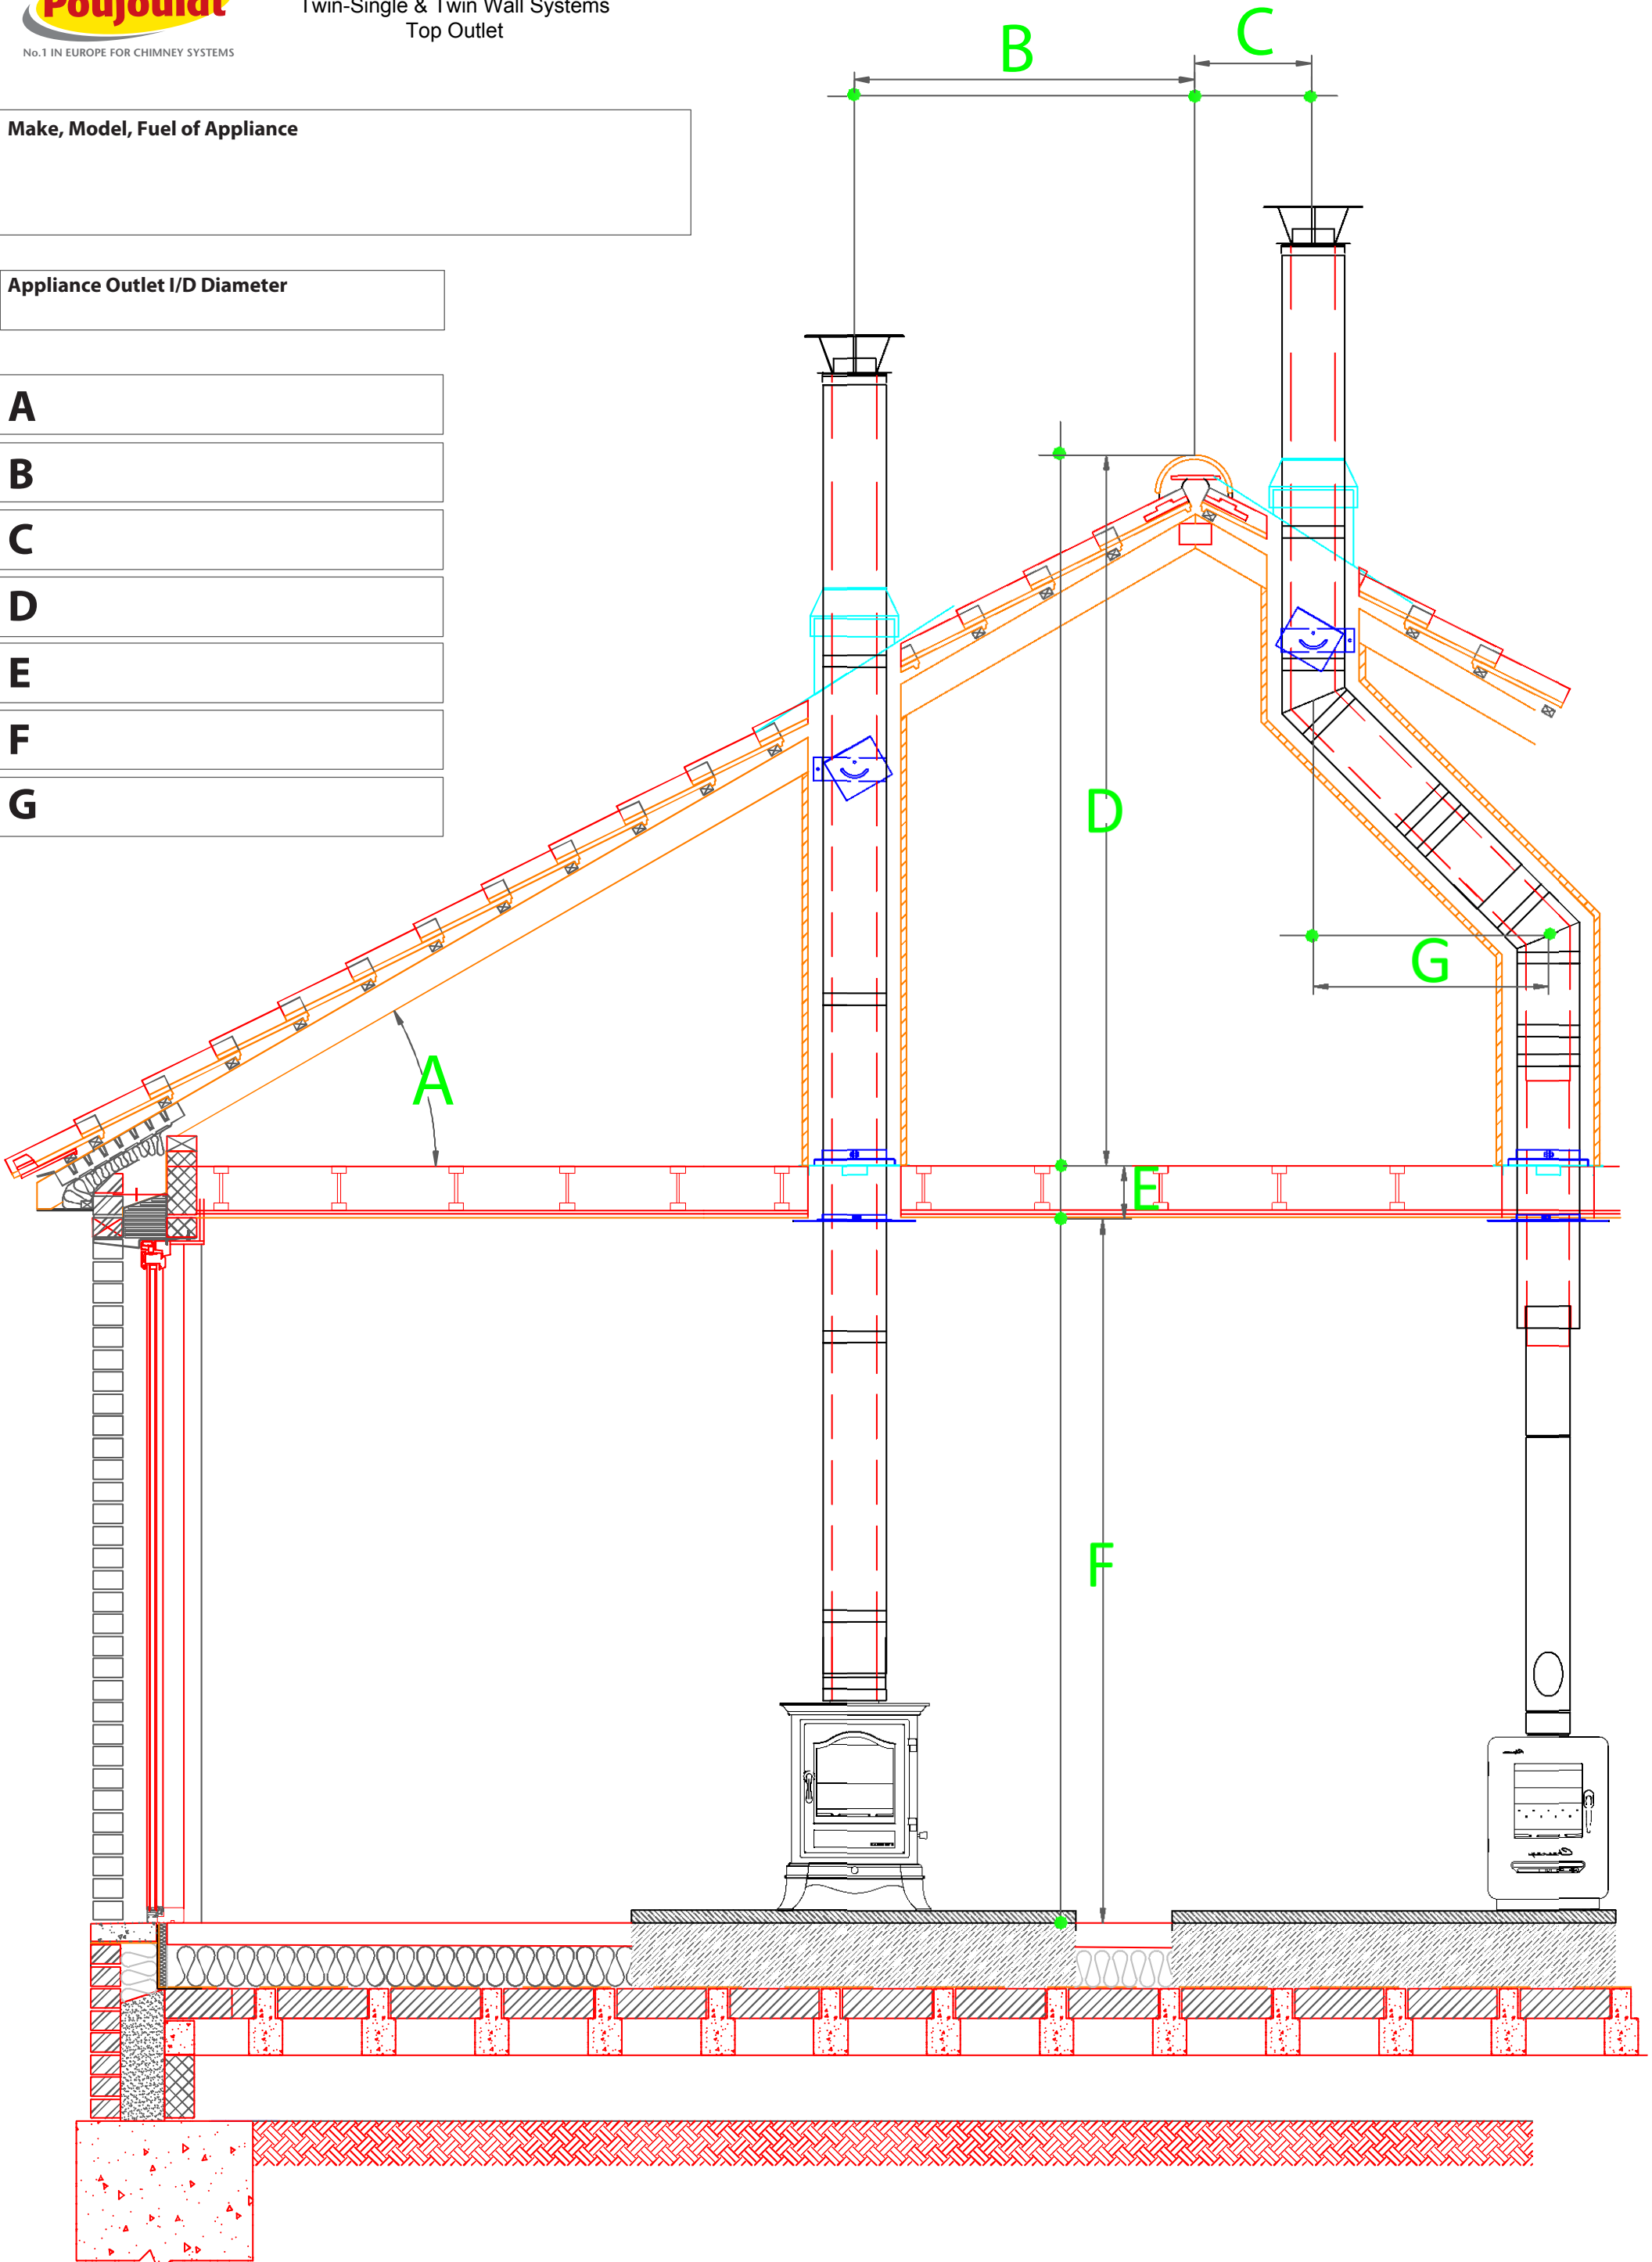 Poujoulat
No.1 IN EUROPE FOR CHIMNEY SYSTEMS
Twin-Single & Twin Wall Systems
Top Outlet
Make, Model, Fuel of Appliance
Appliance Outlet I/D Diameter
A
B
C
D
E
F
G
B
C
D
G
A
E
F